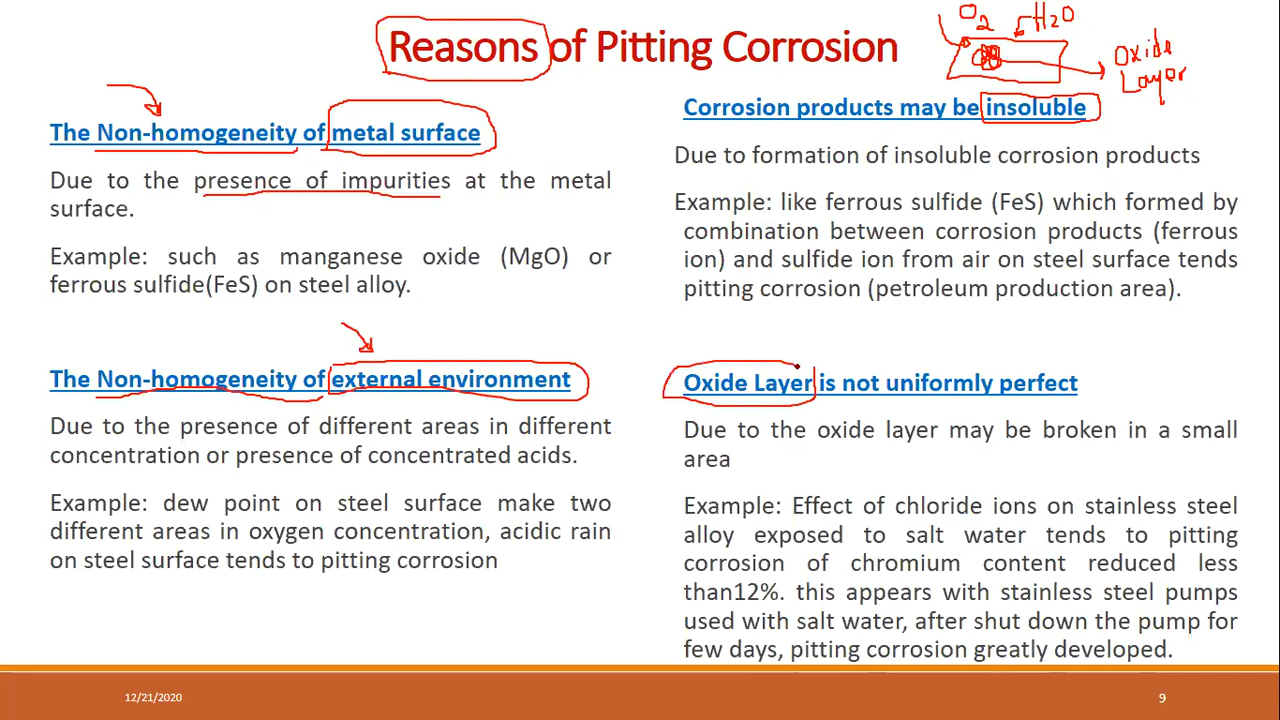 Reasons of Pitting Corrosion
O2 H2O
Oxide
Layer
The Non-homogeneity of metal surface
Due to the presence of impurities at the metal
surface.
Example: such as manganese oxide (MgO) or
ferrous sulfide(FeS) on steel alloy.
The Non-homogeneity of external environment
Due to the presence of different areas in different
concentration or presence of concentrated acids.
Example: dew point on steel surface make two
different areas in oxygen concentration, acidic rain
on steel surface tends to pitting corrosion
Corrosion products may be insoluble
Due to formation of insoluble corrosion products
Example: like ferrous sulfide (FeS) which formed by
combination between corrosion products (ferrous
ion) and sulfide ion from air on steel surface tends
pitting corrosion (petroleum production area).
Oxide Layer is not uniformly perfect
Due to the oxide layer may be broken in a small
area
Example: Effect of chloride ions on stainless steel
alloy exposed to salt water tends to pitting
corrosion of chromium content reduced less
than12%. this appears with stainless steel pumps
used with salt water, after shut down the pump for
few days, pitting corrosion greatly developed.
12/21/2020
9